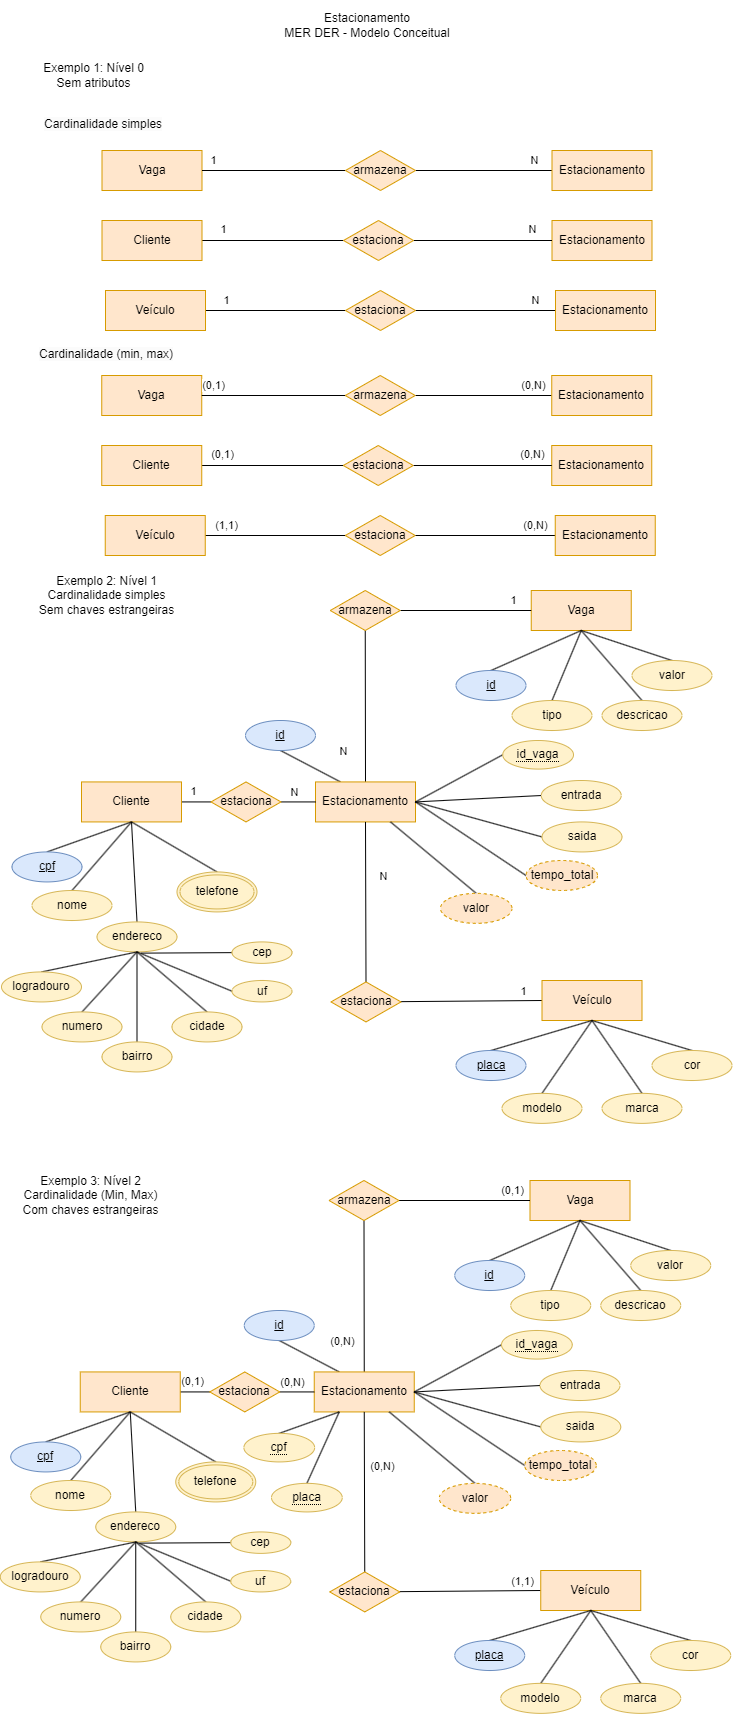 Estacionamento
MER DER - Modelo Conceitual
Exemplo 1: Nível 0
Sem atributos
Cardinalidade simples
Vaga
1
armazena
N
Estacionamento
Cliente
1
estaciona
N
Estacionamento
Veículo
1
estaciona
N
Estacionamento
Cardinalidade (min, max)
Vaga
(0,1)
armazena
(0,N)
Estacionamento
Cliente
(0,1)
estaciona
(0,N)
Estacionamento
Veículo
(1,1)
estaciona
(0,N)
Estacionamento
Exemplo 2: Nível 1
Cardinalidade simples
Sem chaves estrangeiras
armazena
1
Vaga
id
tipo
descricao
valor
id
N
id_vaga
Cliente
1
estaciona
N
Estacionamento
entrada
saida
tempo_total
valor
cpf
nome
telefone
endereco
N
logradouro
numero
bairro
cidade
uf
cep
estaciona
1
Veículo
placa
modelo
marca
cor
Exemplo 3: Nível 2
Cardinalidade (Min, Max)
Com chaves estrangeiras
armazena
(0,1)
Vaga
id
tipo
descricao
valor
id
(0,N)
id_vaga
Cliente
(0,1)
estaciona
(0,N)
Estacionamento
entrada
saida
tempo_total
valor
cpf
placa
cpf
nome
telefone
endereco
(0,N)
logradouro
numero
bairro
cidade
uf
cep
estaciona
(1,1)
Veículo
placa
modelo
marca
cor